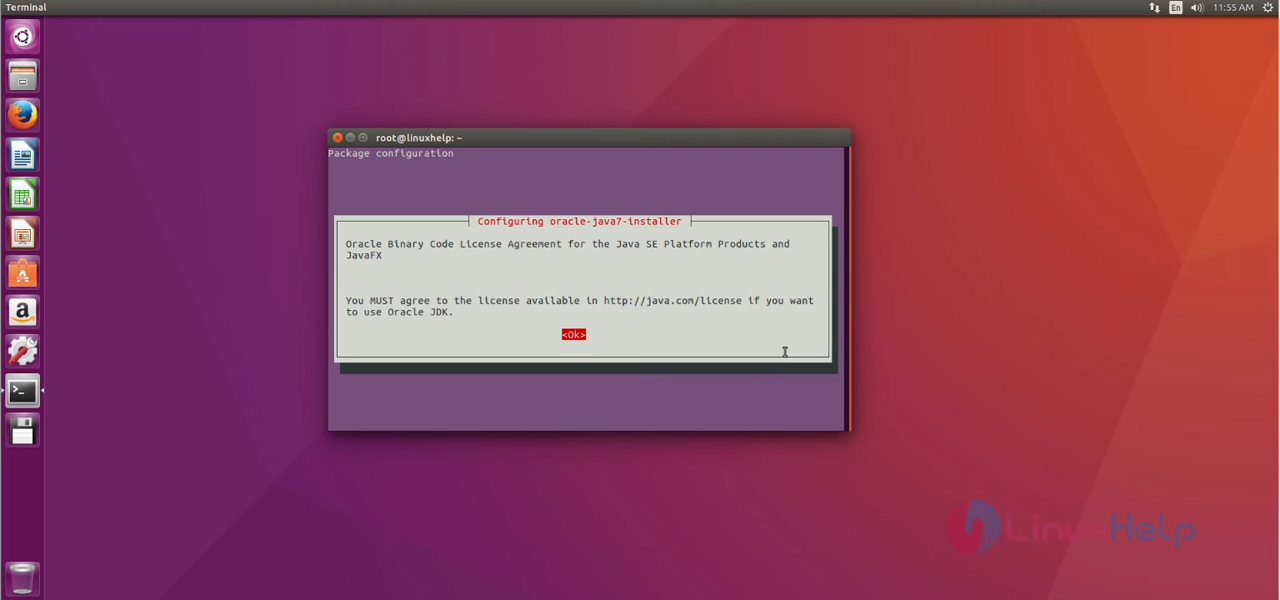 Terminal
En
11:55 AM
root@linuxhelp: ~
Package configuration
Configuring oracle-java7-installer
Oracle Binary Code License Agreement for the Java SE Platform Products and
JavaFX
You MUST agree to the license available in http://java.com/license if you want
to use Oracle JDK.
<Ok>
LinuxHelp